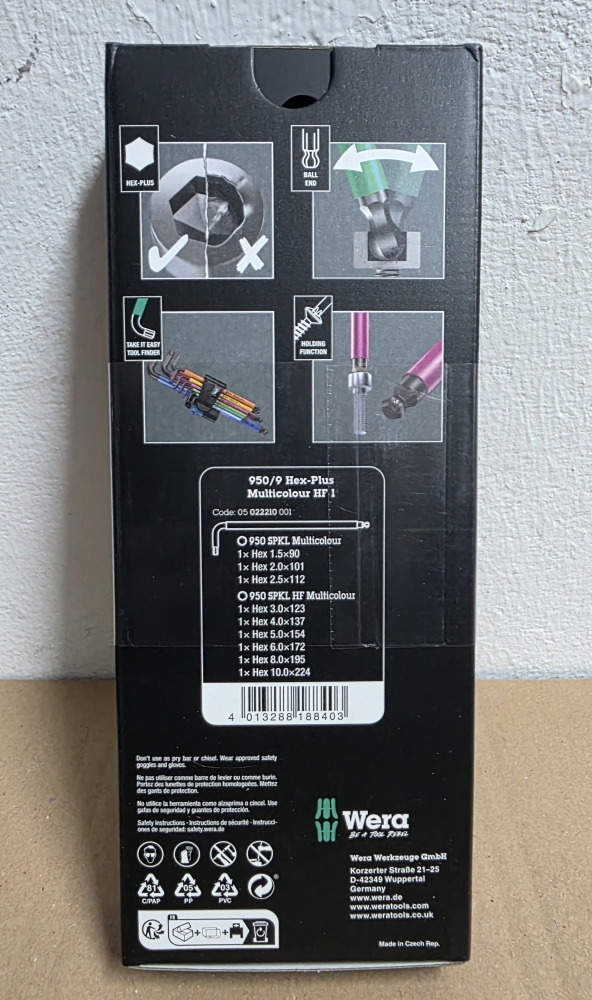 HEX-PLUS
BALL
END
TAKE IT EASY
TOOL FINDER
HOLDING
FUNCTION
950/9 Hex-Plus
Multicolour HF 1
Code: 05 022210 001
950 SPKL Multicolour
1× Hex 1.5×90
1× Hex 2.0×101
1× Hex 2.5×112
950 SPKL HF Multicolour
1× Hex 3.0×123
1× Hex 4.0×137
1× Hex 5.0×154
1× Hex 6.0×172
1× Hex 8.0×195
1× Hex 10.0×224
4 013288 188403
Don't use as pry bar or chisel. Wear approved safety
goggles and gloves.
Ne pas utiliser comme barre de levier ou comme burin.
Portez des lunettes de protection homologuées. Mettez
des gants de protection.
No utilice la herramienta como alzaprima o cincel. Use
gafas de seguridad y guantes de protección.
Safety instructions - Instructions de sécurité - Instrucci-
ones de seguridad: safety.wera.de
81
05
03
C/PAP
PP
PVC
FR
Wera
BE A TOOL REBEL
Wera Werkzeuge GmbH
Korzerter Straße 21–25
D-42349 Wuppertal
Germany
www.wera.de
www.weratools.com
www.weratools.co.uk
Made in Czech Rep.